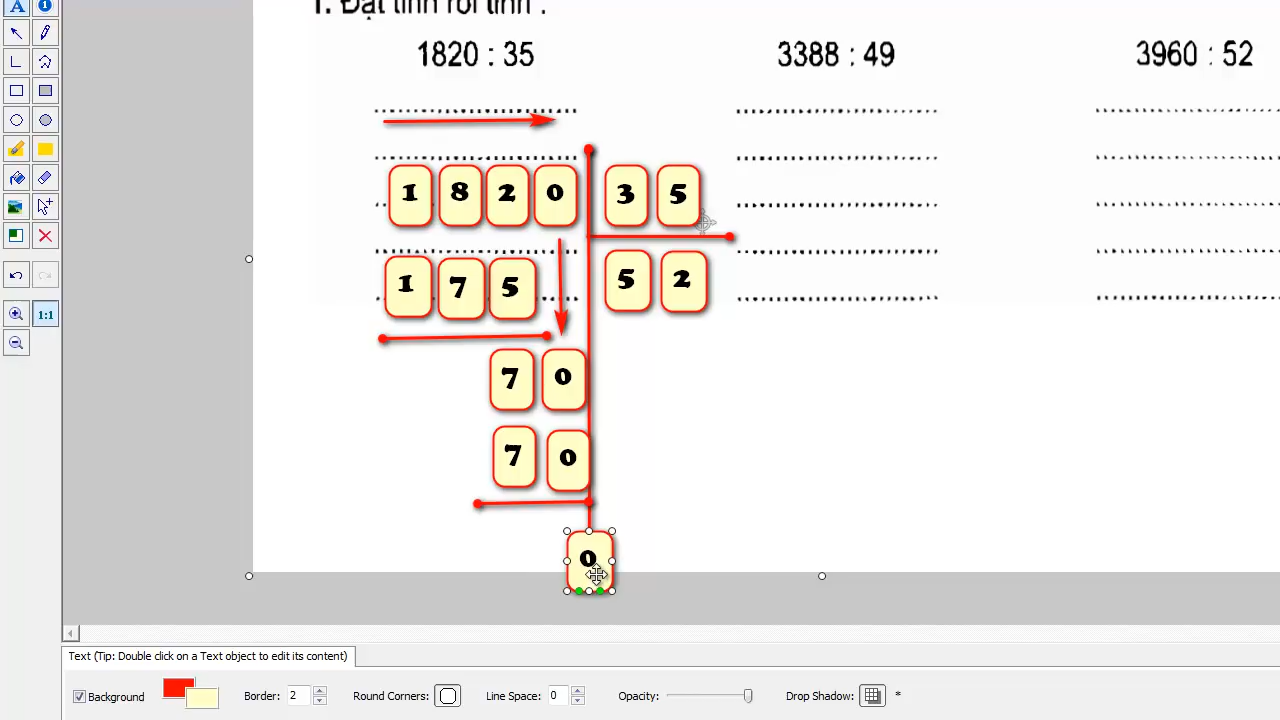 1. Đặt tính rồi tính :
1820 : 35 3388 : 49 3960 : 52
1 8 2 0 3 5
1 7 5 5 2
7 0
7 0
0
A
1:1
Text (Tip: Double click on a Text object to edit its content)
Background Border: 2 Round Corners: Line Space: 0 Opacity: Drop Shadow: *